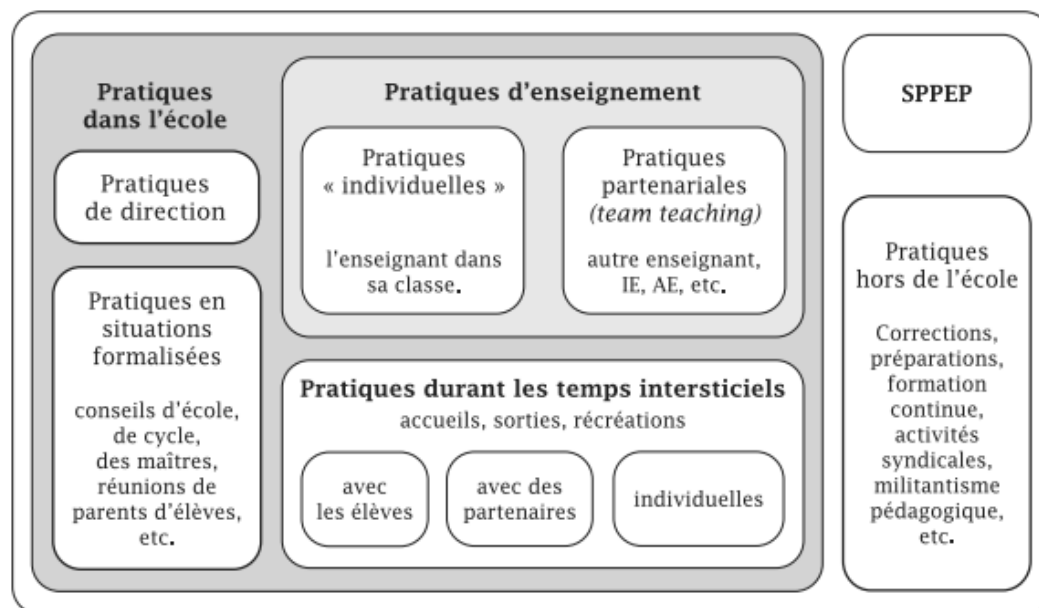 Pratiques
dans l'école
Pratiques
de direction
Pratiques en
situations
formalisées
conseils d'école,
de cycle,
des maîtres,
réunions de
parents d'élèves,
etc.
Pratiques d'enseignement
Pratiques
« individuelles »
l'enseignant dans
sa classe.
Pratiques
partenariales
(team teaching)
autre enseignant,
IE, AE, etc.
Pratiques durant les temps intersticiels
accueils, sorties, récréations
avec
les élèves
avec des
partenaires
individuelles
SPPEP
Pratiques
hors de l'école
Corrections,
préparations,
formation
continue,
activités
syndicales,
militantisme
pédagogique,
etc.